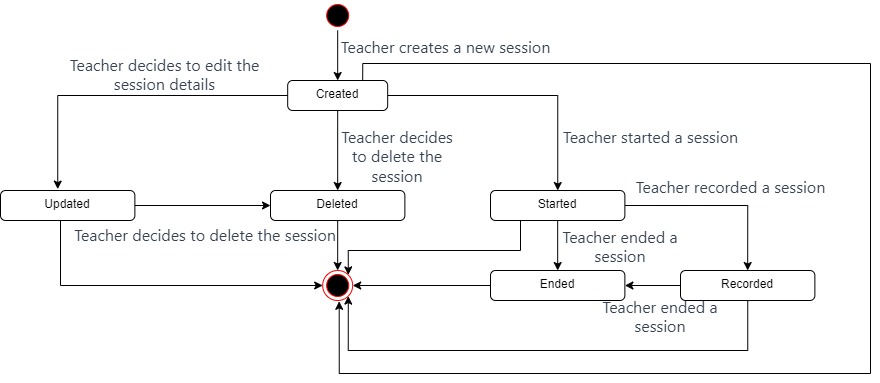 Teacher creates a new session
Teacher decides to edit the
session details
Created
Teacher decides
to delete the
session
Teacher started a session
Updated
Deleted
Started
Teacher recorded a session
Teacher decides to delete the session
Teacher ended a
session
Ended
Recorded
Teacher ended a
session